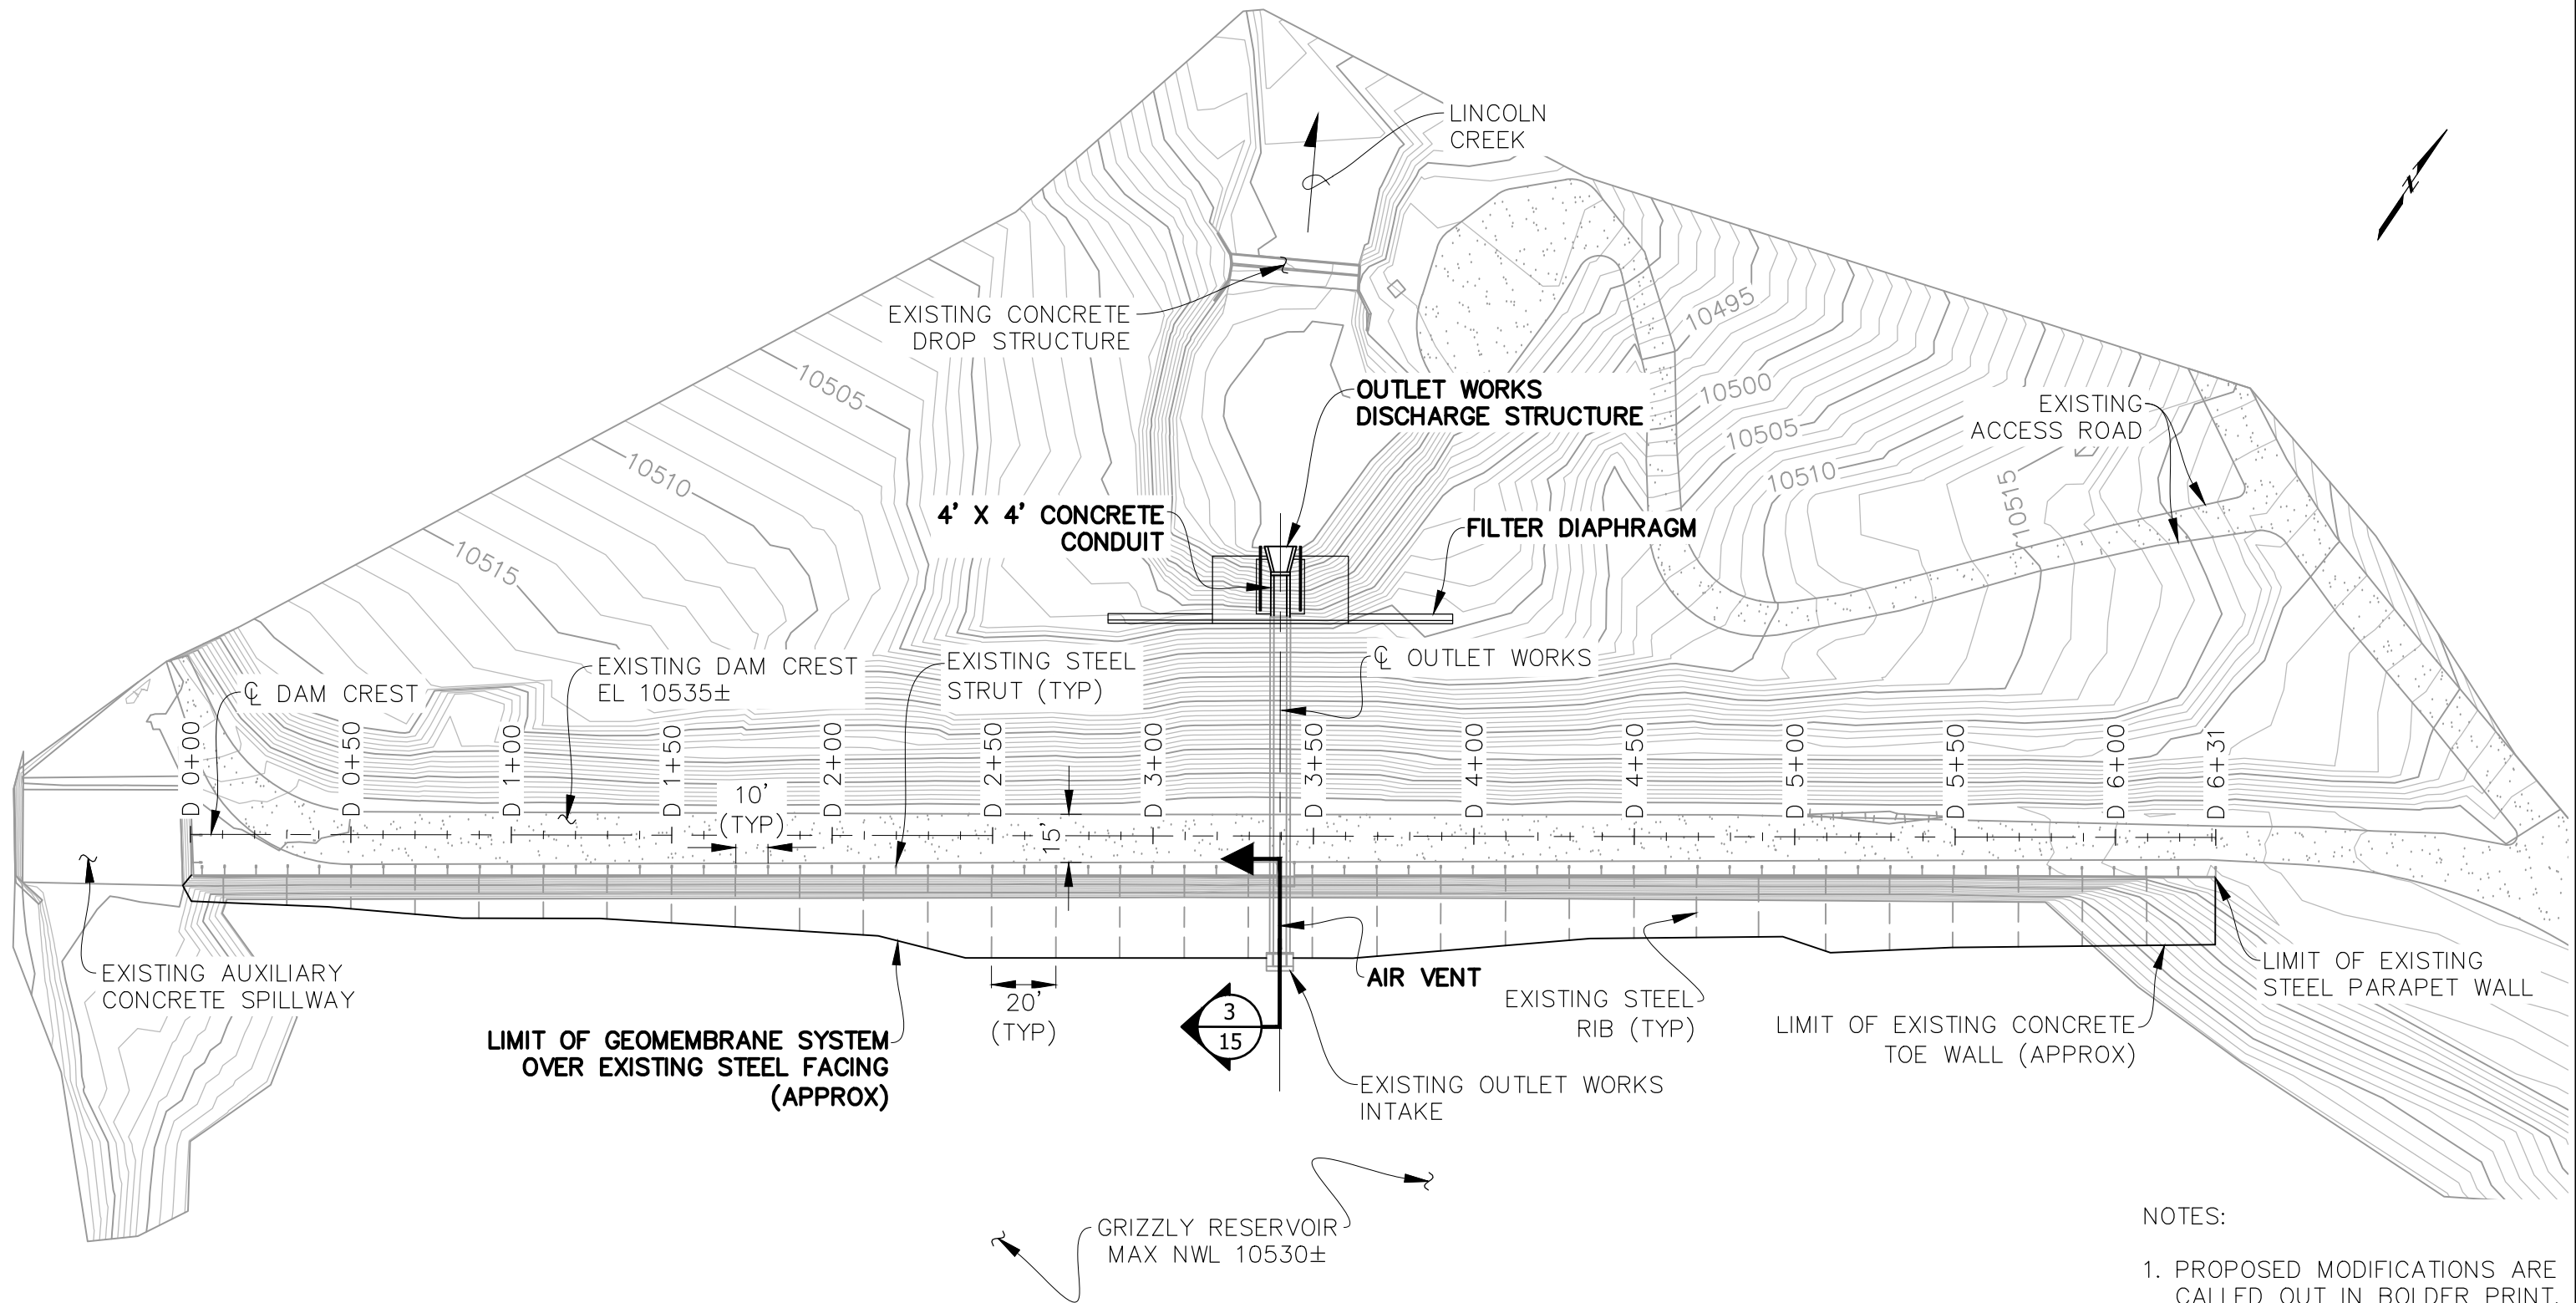 LINCOLN
CREEK
N
EXISTING CONCRETE
DROP STRUCTURE
10495
10505
10500
OUTLET WORKS
DISCHARGE STRUCTURE
EXISTING
ACCESS ROAD
10505
10510
10510
10515
4' X 4' CONCRETE
CONDUIT
FILTER DIAPHRAGM
10515
℄ DAM CREST
EXISTING DAM CREST
EL 10535±
EXISTING STEEL
STRUT (TYP)
℄ OUTLET WORKS
D 0+00
D 0+50
D 1+00
D 1+50
D 2+00
D 2+50
D 3+00
D 3+50
D 4+00
D 4+50
D 5+00
D 5+50
D 6+00
D 6+31
10'
(TYP)
15'
EXISTING AUXILIARY
CONCRETE SPILLWAY
20'
(TYP)
AIR VENT
EXISTING STEEL
RIB (TYP)
LIMIT OF EXISTING
STEEL PARAPET WALL
LIMIT OF EXISTING CONCRETE
TOE WALL (APPROX)
LIMIT OF GEOMEMBRANE SYSTEM
OVER EXISTING STEEL FACING
(APPROX)
3
15
EXISTING OUTLET WORKS
INTAKE
GRIZZLY RESERVOIR
MAX NWL 10530±
NOTES:
1. PROPOSED MODIFICATIONS ARE
CALLED OUT IN BOLDER PRINT.